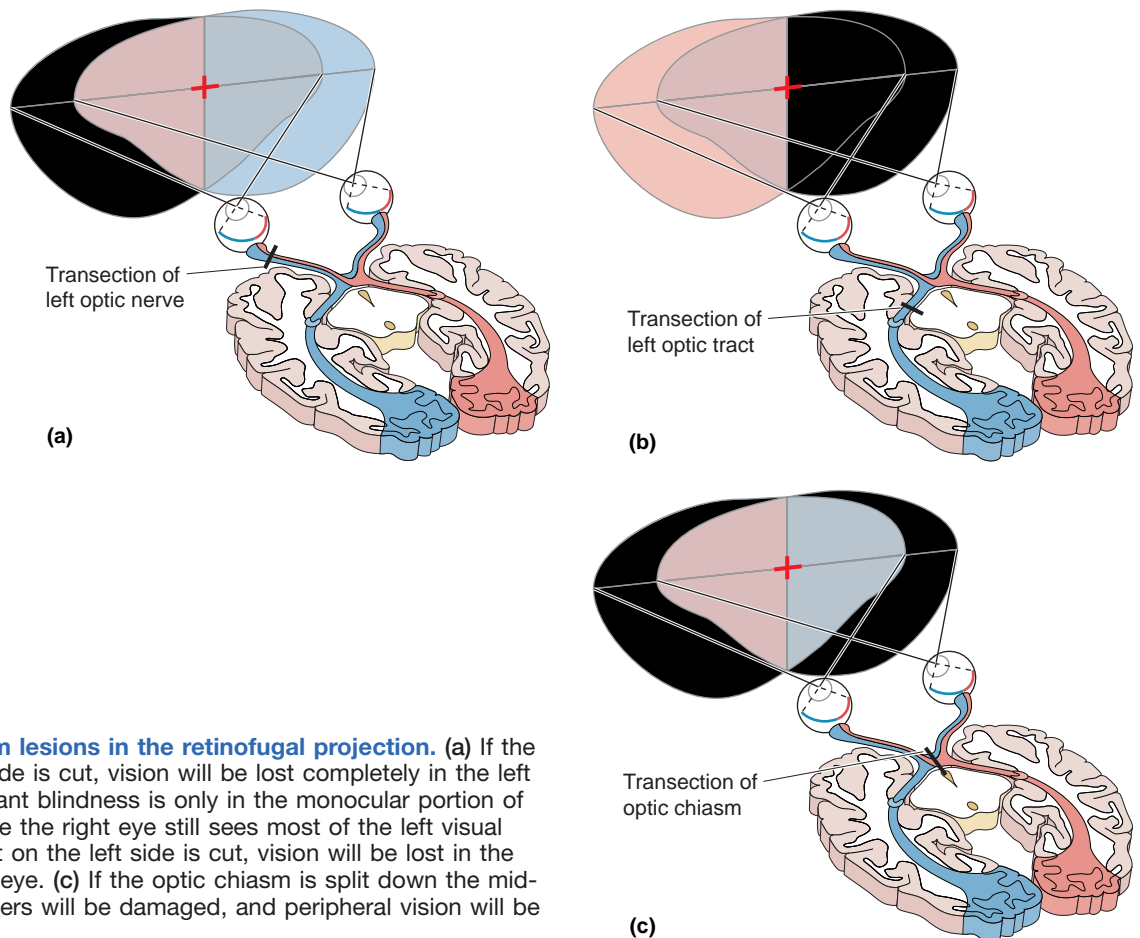 Transection of
left optic nerve
(a)
Transection of
left optic tract
(b)
Transection of
optic chiasm
(c)
lesions in the retinofugal projection. (a) If the
is cut, vision will be lost completely in the left
blindness is only in the monocular portion of
the right eye still sees most of the left visual
on the left side is cut, vision will be lost in the
eye. (c) If the optic chiasm is split down the mid-
will be damaged, and peripheral vision will be